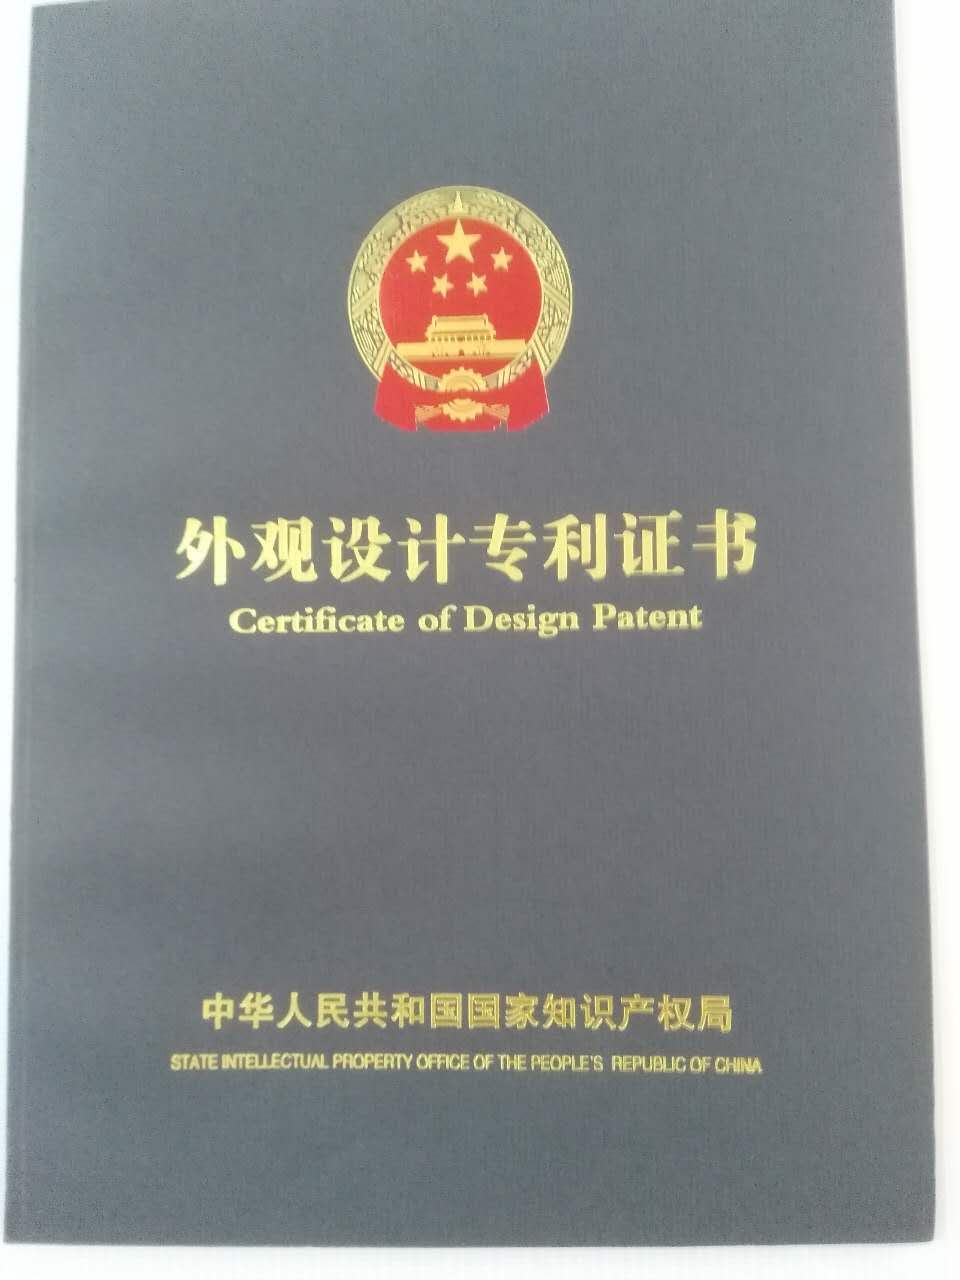 外观设计专利证书
Certificate of Design Patent
中华人民共和国国家知识产权局
STATE INTELLECTUAL PROPERTY OFFICE OF THE PEOPLE'S REPUBLIC OF CHINA